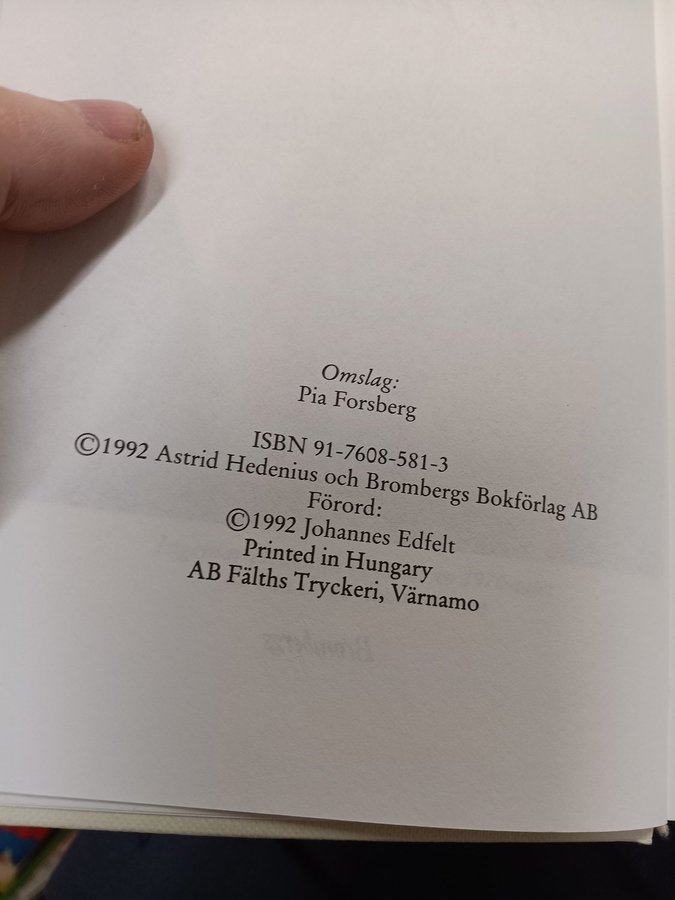 Omslag:
Pia Forsberg
ISBN 91-7608-581-3
©1992 Astrid Hedenius och Brombergs Bokförlag AB
Förord:
©1992 Johannes Edfelt
Printed in Hungary
AB Fälths Tryckeri, Värnamo
Brombergs